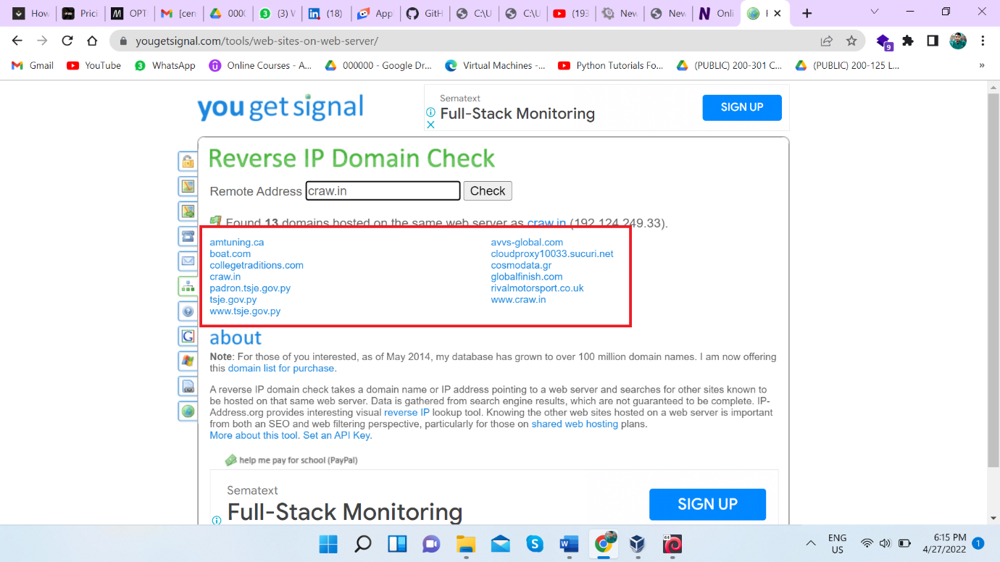 How
Prici
OPTI
[cen
000(
(3) W
(18)
App
GitH
C:\U
C:\U
(193
New
New
Onli
yougetsignal.com/tools/web-sites-on-web-server/
9
Gmail
YouTube
3
WhatsApp
Online Courses - A...
000000 - Google Dr...
Virtual Machines -...
Python Tutorials Fo...
(PUBLIC) 200-301 C...
(PUBLIC) 200-125 L...
»
you get signal
Sematext
Full-Stack Monitoring
SIGN UP
Reverse IP Domain Check
Remote Address craw.in Check
Found 13 domains hosted on the same web server as craw.in (192.124.249.33).
amtuning.ca
boat.com
collegetraditions.com
craw.in
padron.tsje.gov.py
tsje.gov.py
www.tsje.gov.py
avvs-global.com
cloudproxy10033.sucuri.net
cosmodata.gr
globalfinish.com
rivalmotorsport.co.uk
www.craw.in
about
Note: For those of you interested, as of May 2014, my database has grown to over 100 million domain names. I am now offering
this domain list for purchase.
A reverse IP domain check takes a domain name or IP address pointing to a web server and searches for other sites known to
be hosted on that same web server. Data is gathered from search engine results, which are not guaranteed to be complete. IP-
Address.org provides interesting visual reverse IP lookup tool. Knowing the other web sites hosted on a web server is important
from both an SEO and web filtering perspective, particularly for those on shared web hosting plans.
More about this tool. Set an API Key.
help me pay for school (PayPal)
Sematext
Full-Stack Monitoring
SIGN UP
64
ENG
US
6:15 PM
4/27/2022
1